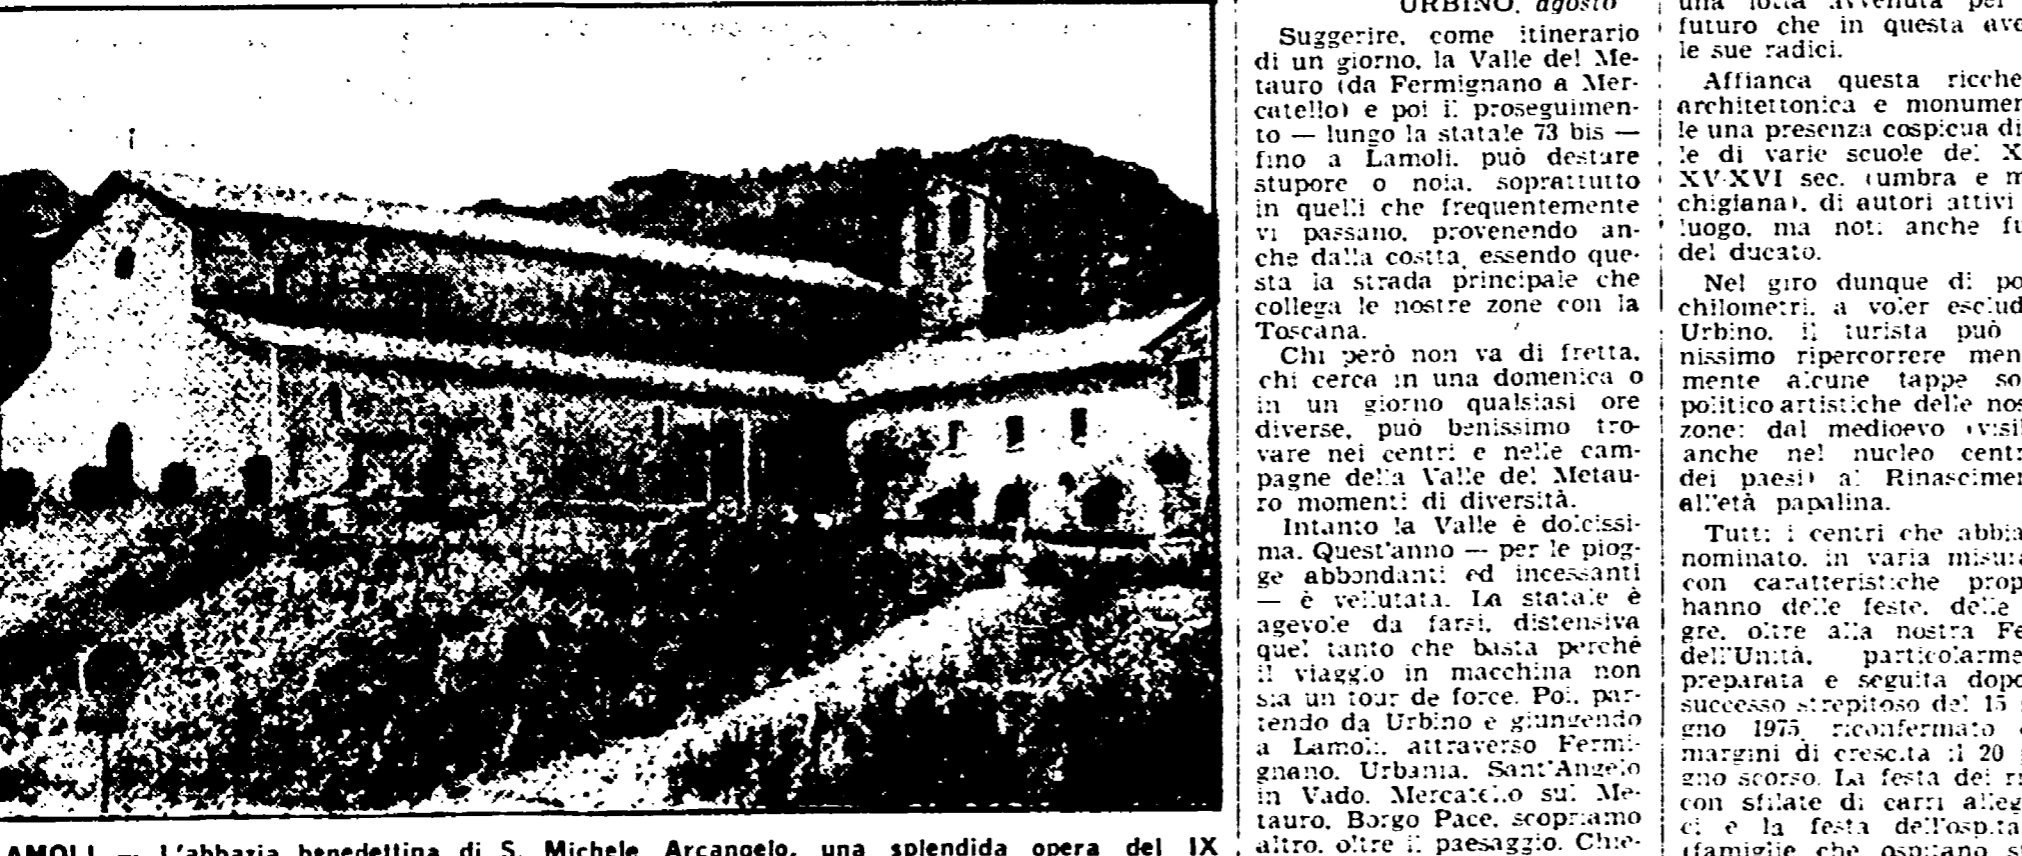 AMOLI — L'abbazia benedettina di S. Michele Arcangelo, una splendida opera del IX
URBINO, agosto
Suggerire, come itinerario
di un giorno, la Valle del Me-
tauro (da Fermignano a Mer-
catello) e poi il proseguimen-
to — lungo la statale 73 bis —
fino a Lamoli, può destare
stupore o noia, soprattutto
in quelli che frequentemente
vi passano, provenendo an-
che dalla costta, essendo que-
sta la strada principale che
collega le nostre zone con la
Toscana.
Chi però non va di fretta,
chi cerca in una domenica o
in un giorno qualsiasi ore
diverse, può benissimo tro-
vare nei centri e nelle cam-
pagne della Valle del Metau-
ro momenti di diversità.
Intanto la Valle è dolcissi-
ma. Quest'anno — per le piog-
ge abbondanti ed incessanti
— è vellutata. La statale è
agevole da farsi, distensiva
quel tanto che basta perché
il viaggio in macchina non
sia un tour de force. Poi, par-
tendo da Urbino e giungendo
a Lamoli, attraverso Fermi-
gnano, Urbania, Sant'Angelo
in Vado, Mercatello sul Me-
tauro, Borgo Pace, scopriamo
altro, oltre il paesaggio. Chie-
una lotta avvenuta per
futuro che in questa ave
le sue radici.
Affianca questa ricche
architettonica e monumen
le una presenza cospicua di
le di varie scuole del X
XV-XVI sec. (umbra e m
chigiana), di autori attivi
luogo, ma noti anche fu
del ducato.
Nel giro dunque di po
chilometri, a voler esclud
Urbino, il turista può
nissimo ripercorrere men
mente alcune tappe so
politico artistiche delle nos
zone: dal medioevo (visil
anche nel nucleo centr
dei paesi) al Rinascimen
all'età papalina.
Tutti i centri che abbia
nominato, in varia misura
con caratteristiche prop
hanno delle feste, delle
gre, oltre alla nostra Fe
dell'Unità, particolarme
preparata e seguita dopo
successo strepitoso del 15
gno 1975, riconfermato
margini di crescita il 20
gno scorso. La festa dei
con sfilate di carri alleg
ci e la festa dell'ospita
(famiglie che ospitano